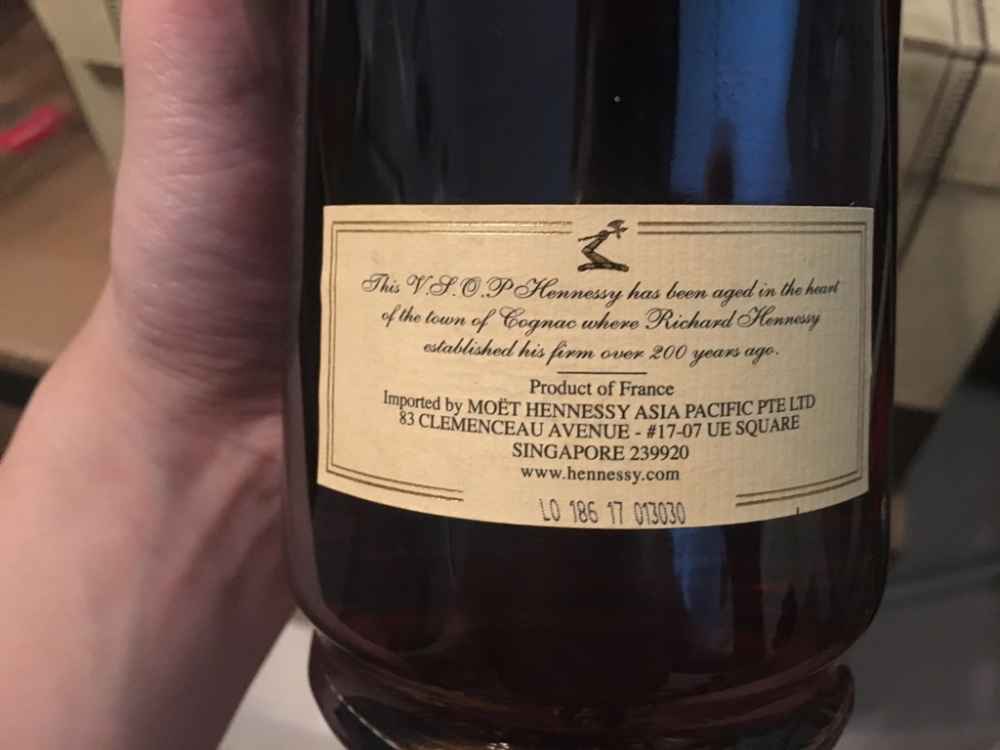 This V.S.O.P Hennessy has been aged in the heart
of the town of Cognac where Richard Hennessy
established his firm over 200 years ago.
Product of France
Imported by MOËT HENNESSY ASIA PACIFIC PTE LTD
83 CLEMENCEAU AVENUE - #17-07 UE SQUARE
SINGAPORE 239920
www.hennessy.com
LO 186 17 013030